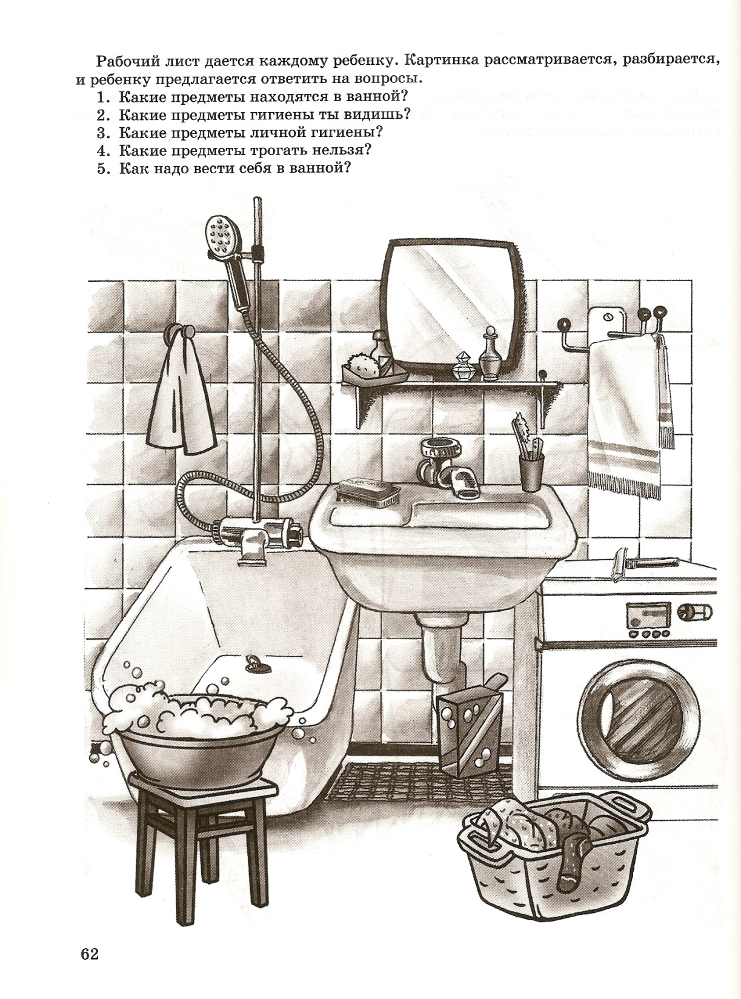 Рабочий лист дается каждому ребенку. Картинка рассматривается, разбирается,
и ребенку предлагается ответить на вопросы.
1. Какие предметы находятся в ванной?
2. Какие предметы гигиены ты видишь?
3. Какие предметы личной гигиены?
4. Какие предметы трогать нельзя?
5. Как надо вести себя в ванной?
62